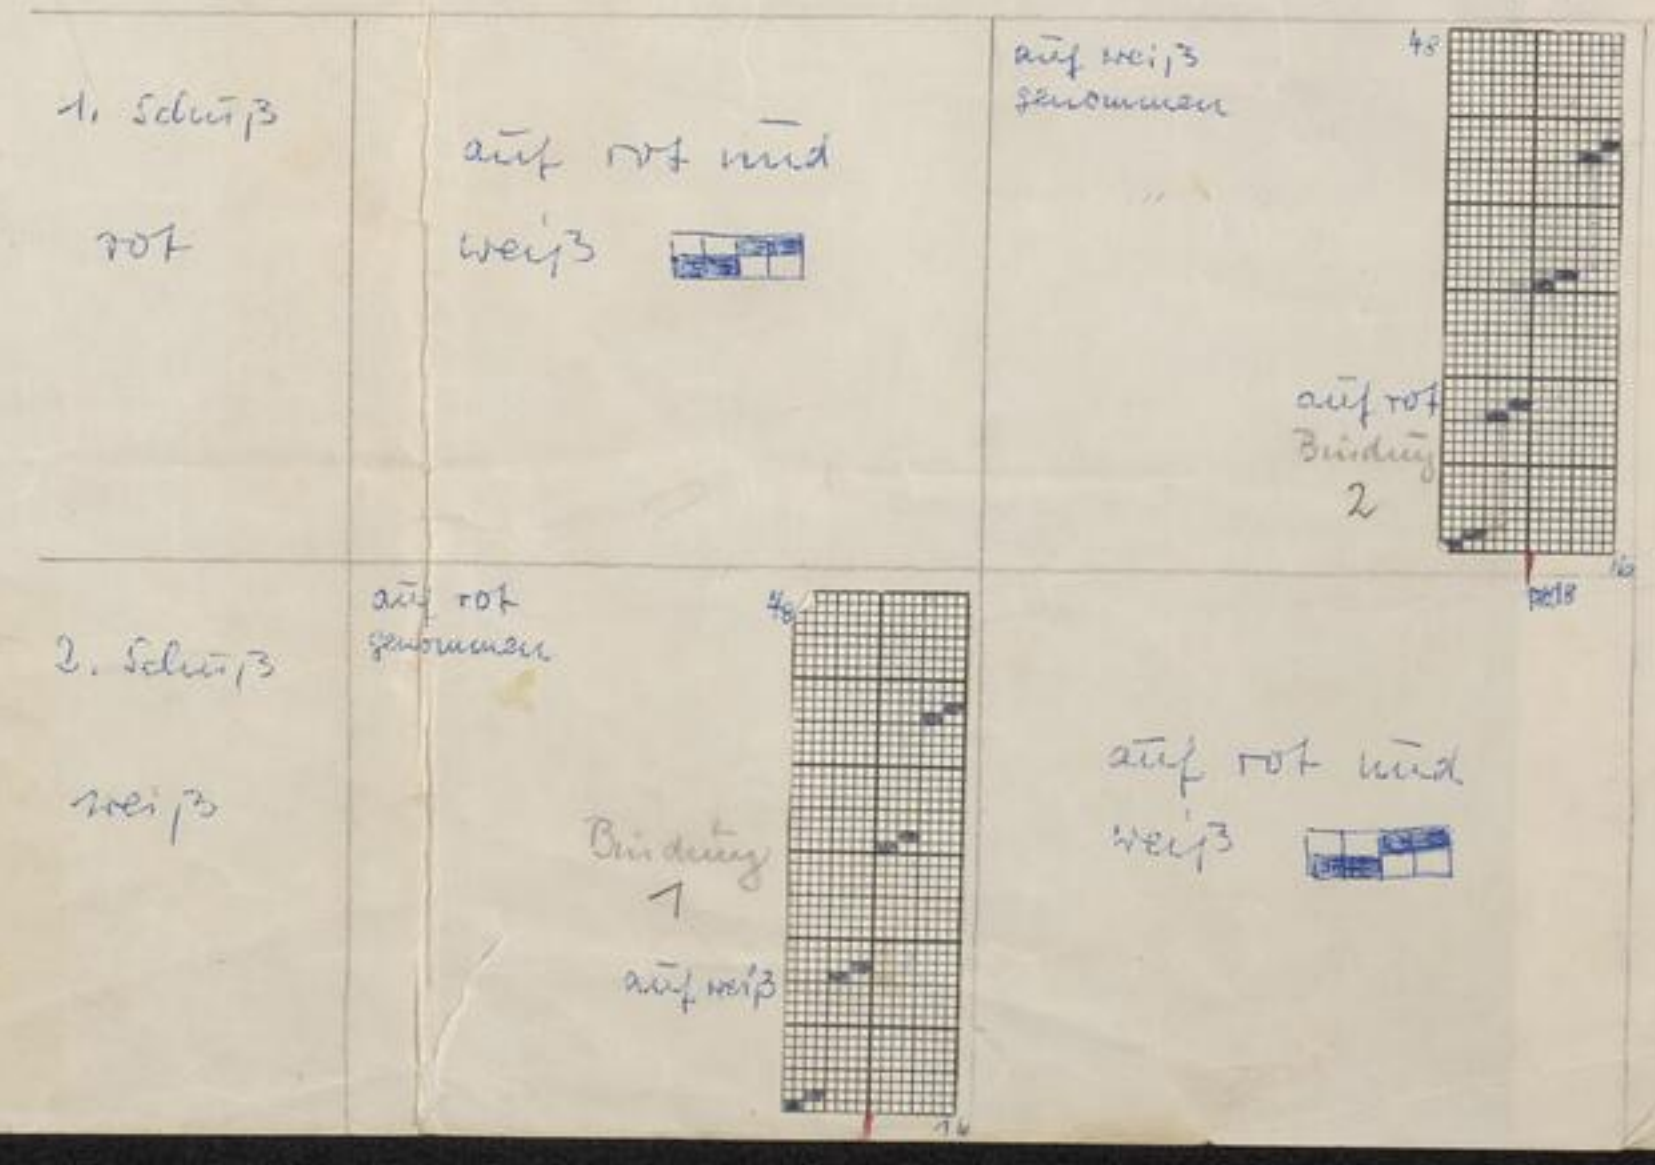 1. Schuß
rot
auf rot und
weiß
auf weiß
genommen
48
auf rot
Bindung
2
16
2. Schuß
weiß
auf rot
genommen
48
Bindung
1
auf weiß
16
auf rot und
weiß